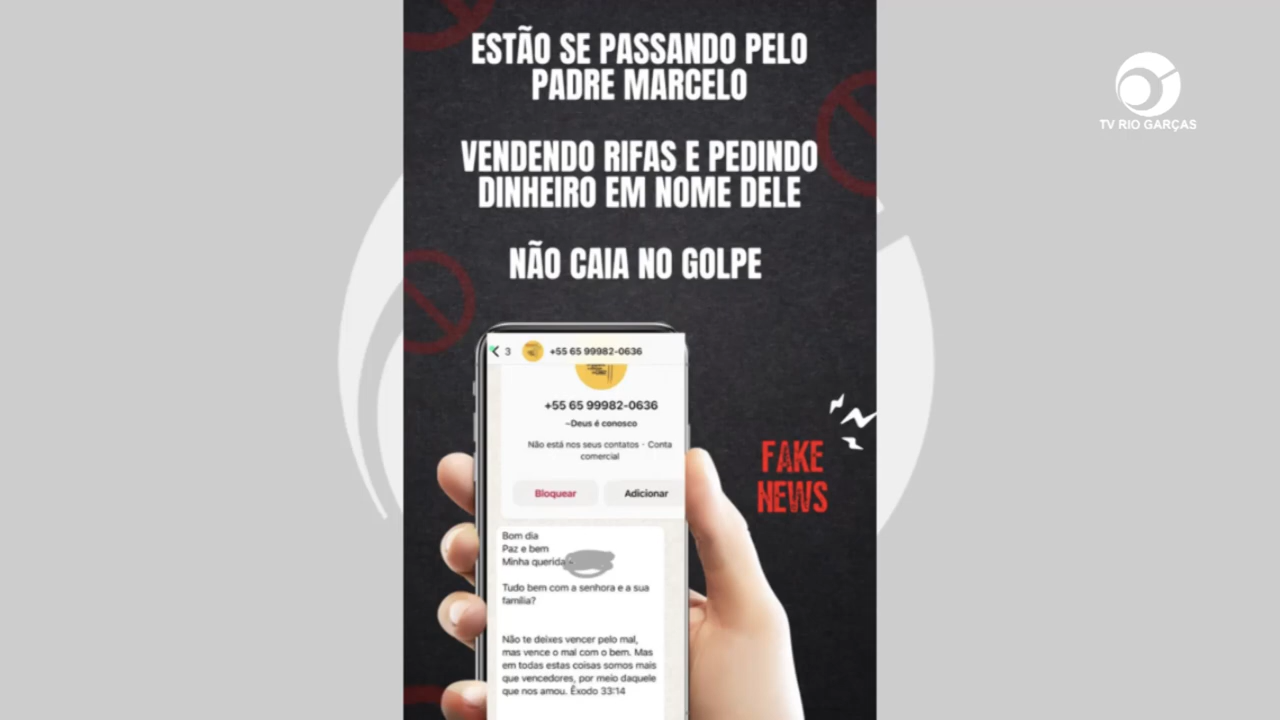 ESTÃO SE PASSANDO PELO
PADRE MARCELO
VENDENDO RIFAS E PEDINDO
DINHEIRO EM NOME DELE
NÃO CAIA NO GOLPE
TV RIO GARÇAS
3 +55 65 99982-0636
+55 65 99982-0636
~Deus é conosco
Não está nos seus contatos · Conta
comercial
Bloquear Adicionar
FAKE
NEWS
Bom dia
Paz e bem
Minha querida
Tudo bem com a senhora e a sua
família?
Não te deixes vencer pelo mal,
mas vence o mal com o bem. Mas
em todas estas coisas somos mais
que vencedores, por meio daquele
que nos amou. Êxodo 33:14